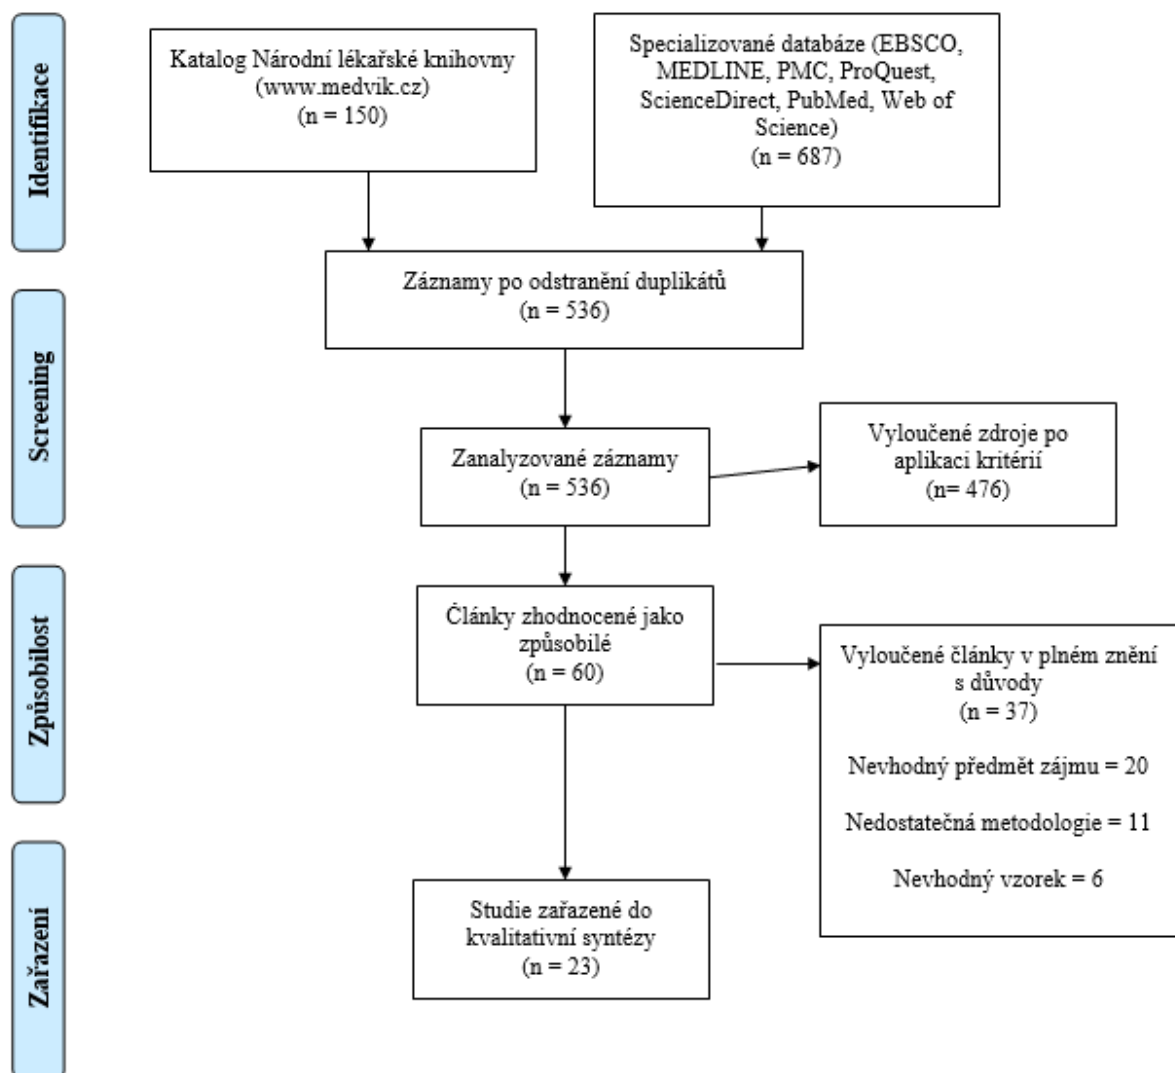 Identifikace
Katalog Národní lékařské knihovny
(www.medvik.cz)
(n = 150)
Specializované databáze (EBSCO,
MEDLINE, PMC, ProQuest,
ScienceDirect, PubMed, Web of
Science)
(n = 687)
Záznamy po odstranění duplikátů
(n = 536)
Screening
Zanalyzované záznamy
(n = 536)
Vyloučené zdroje po
aplikaci kritérií
(n= 476)
Způsobilost
Články zhodnocené jako
způsobilé
(n = 60)
Vyloučené články v plném znění
s důvody
(n = 37)
Nevhodný předmět zájmu = 20
Nedostatečná metodologie = 11
Nevhodný vzorek = 6
Zařazení
Studie zařazené do
kvalitativní syntézy
(n = 23)